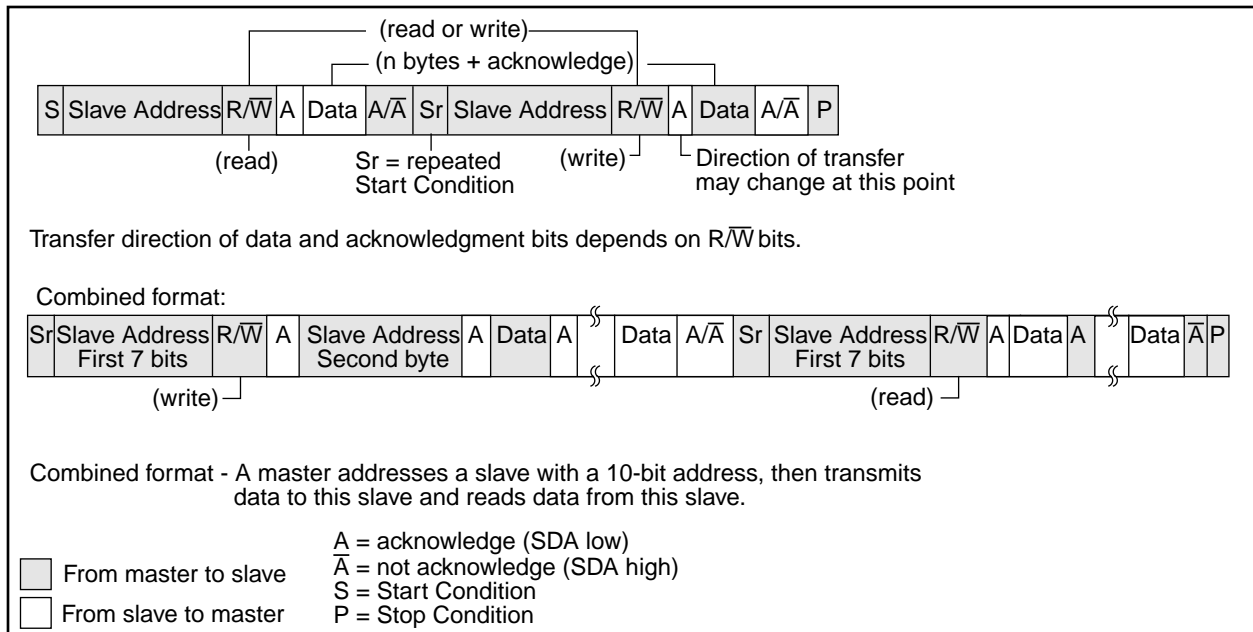 (read or write)
(n bytes + acknowledge)
S Slave Address R/W̅ A Data A/A̅ Sr Slave Address R/W̅ A Data A/A̅ P
(read) Sr = repeated (write) Direction of transfer
Start Condition may change at this point
Transfer direction of data and acknowledgment bits depends on R/W̅ bits.
Combined format:
Sr Slave Address R/W̅ A Slave Address A Data A Data A/A̅ Sr Slave Address R/W̅ A Data A Data A̅ P
First 7 bits Second byte First 7 bits
(write) (read)
Combined format - A master addresses a slave with a 10-bit address, then transmits
data to this slave and reads data from this slave.
A = acknowledge (SDA low)
A̅ = not acknowledge (SDA high)
From master to slave
S = Start Condition
From slave to master
P = Stop Condition